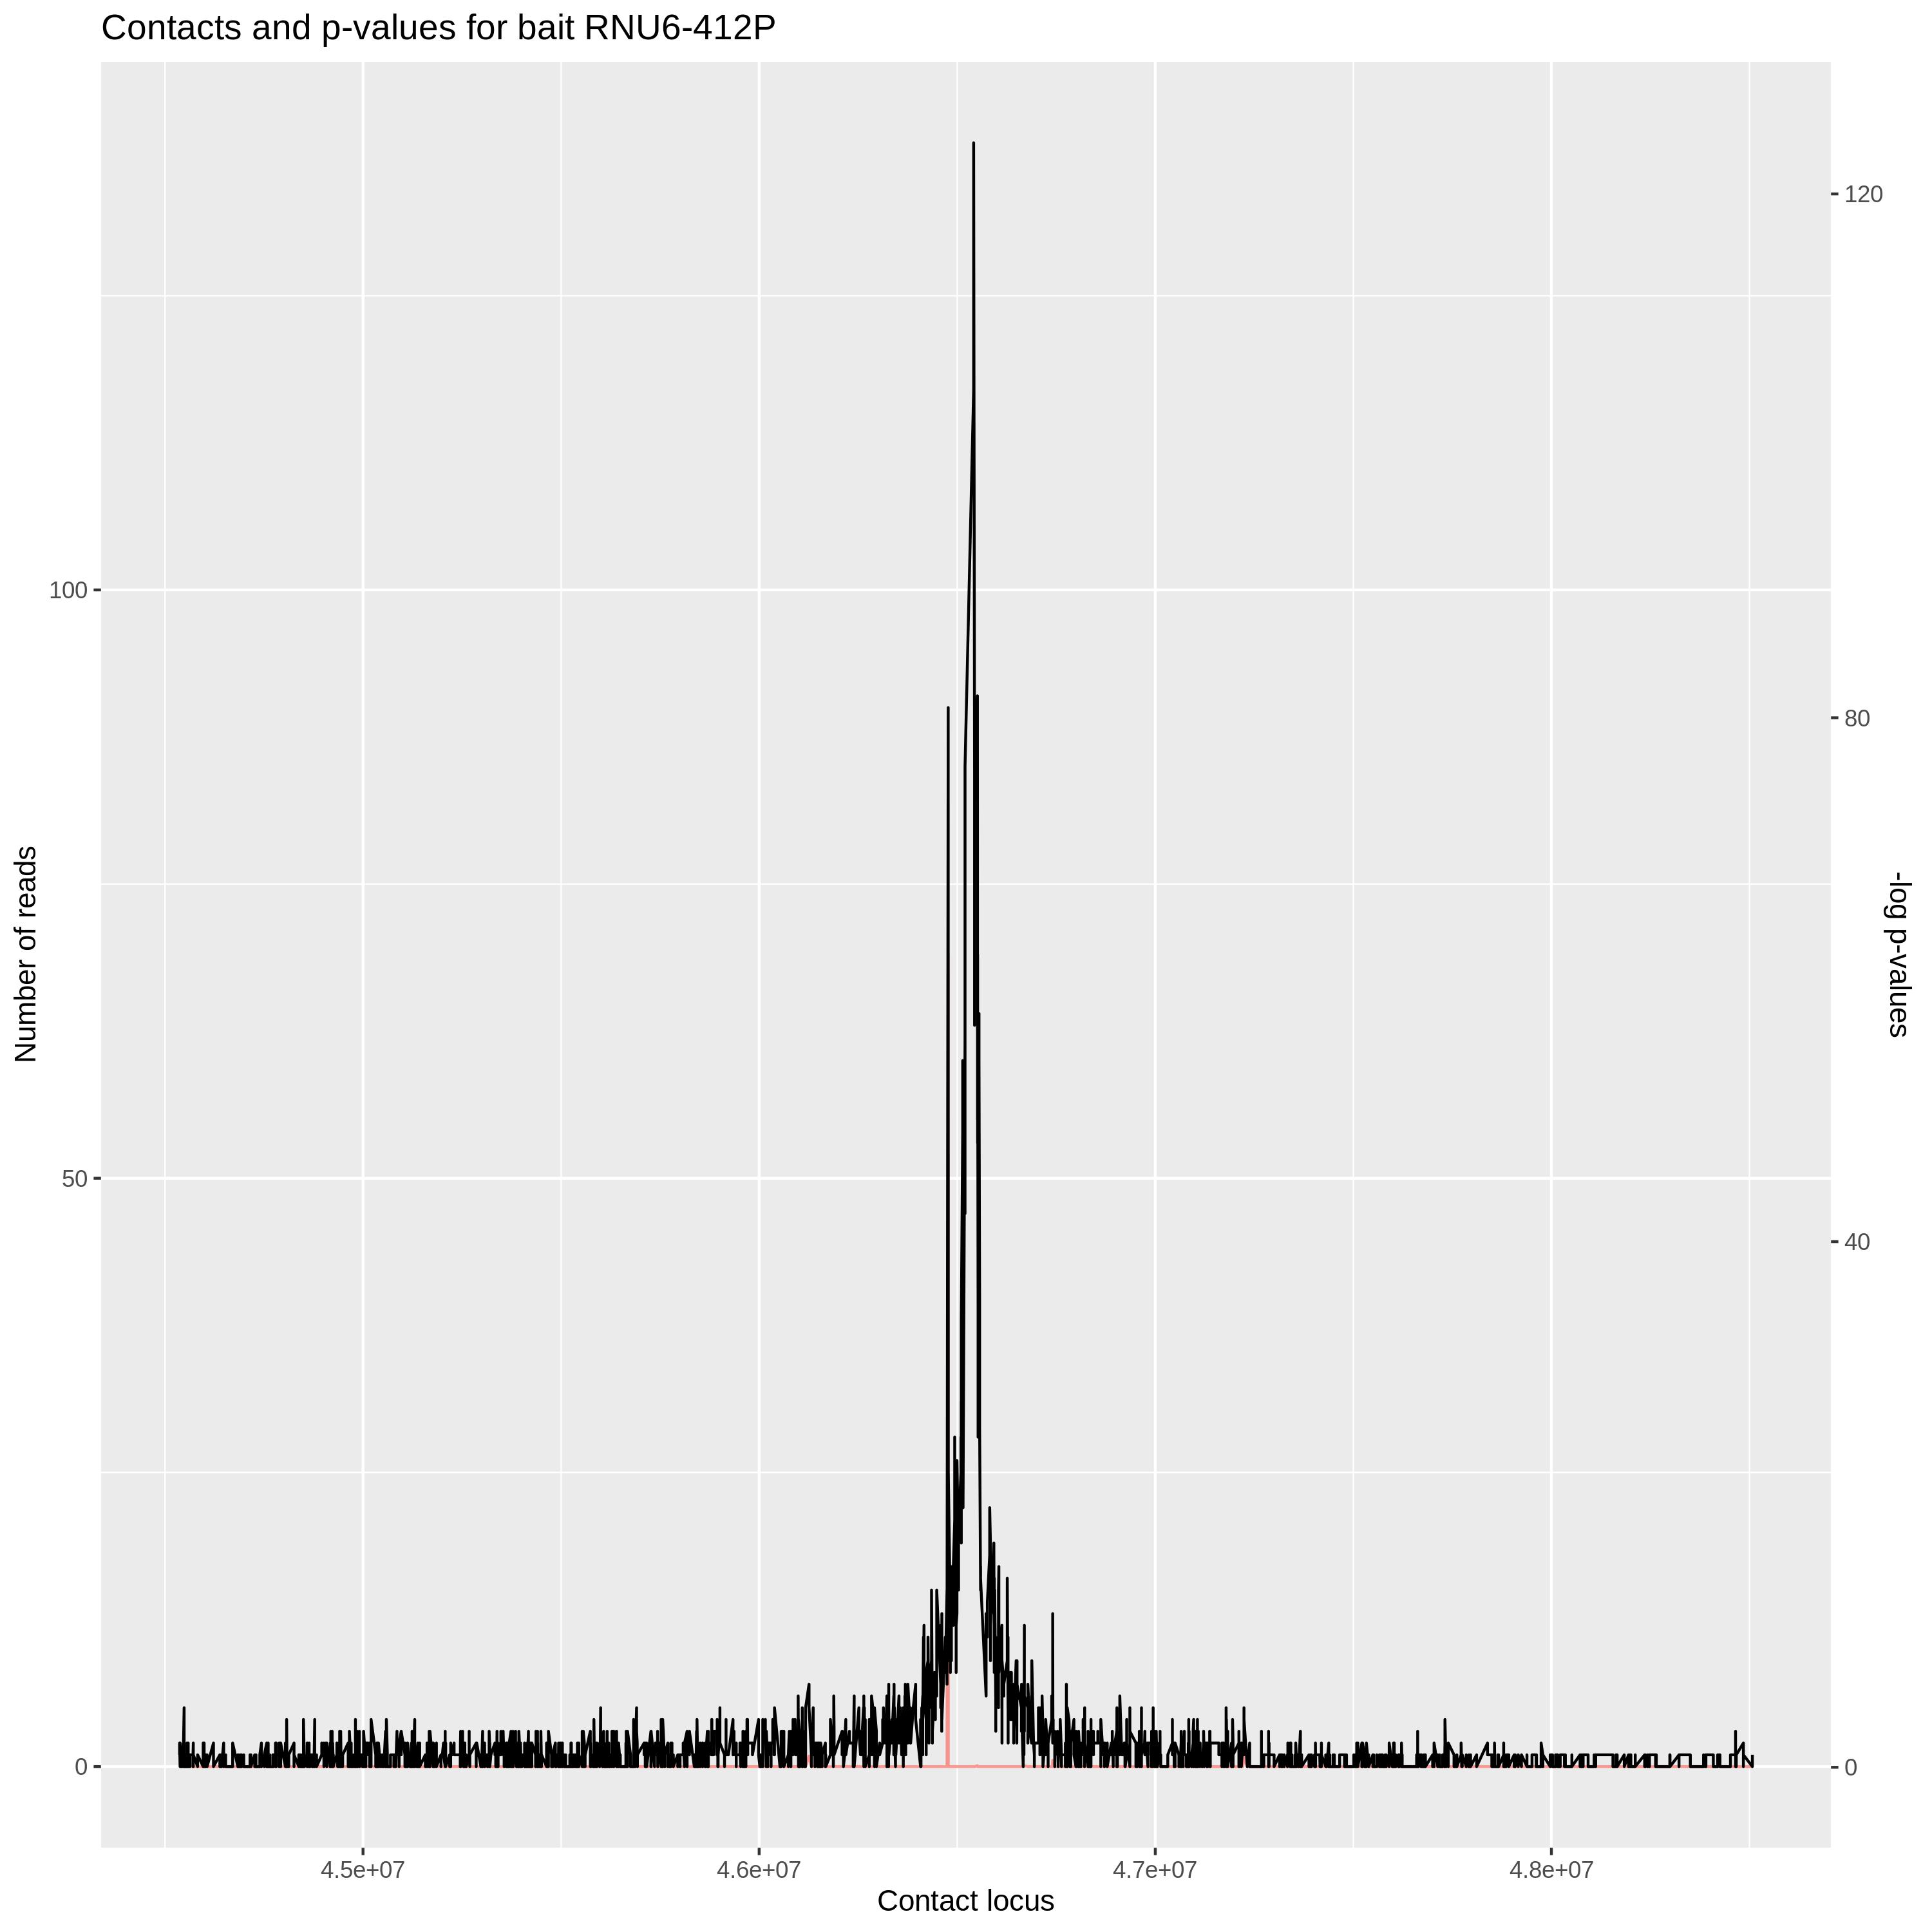 Contacts and p-values for bait RNU6-412P
120
100
80
Number of reads
-log p-values
50
40
0
0
4.5e+07
4.6e+07
4.7e+07
4.8e+07
Contact locus